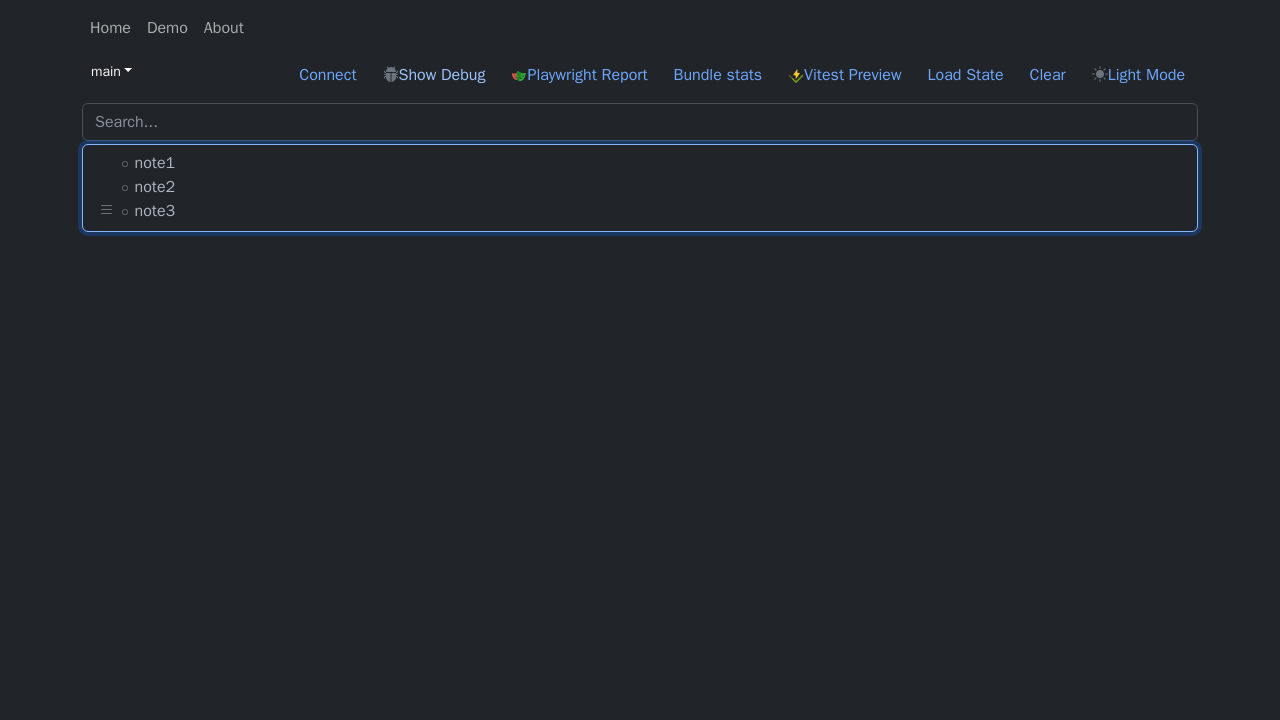 Home Demo About
main Connect Show Debug Playwright Report Bundle stats Vitest Preview Load State Clear Light Mode
Search...
note1
note2
note3